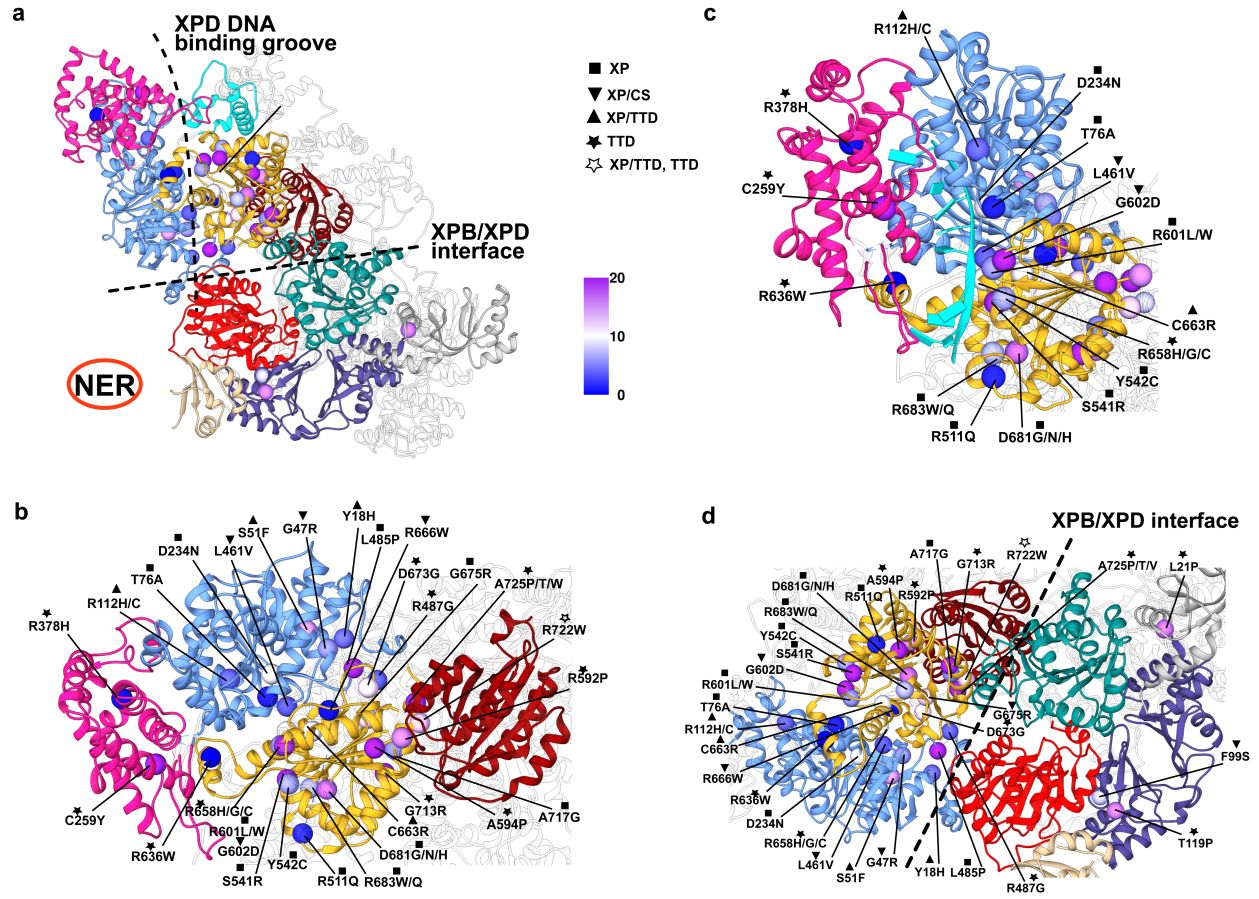 a
XPD DNA
binding groove
XPB/XPD
interface
NER
20
10
0
■ XP
▼ XP/CS
▲ XP/TTD
★ TTD
☆ XP/TTD, TTD
c
R112H/C
D234N
R378H
T76A
L461V
C259Y
G602D
R601L/W
R636W
C663R
R658H/G/C
Y542C
S541R
R683W/Q
R511Q
D681G/N/H
b
Y18H
G47R
R666W
S51F
L485P
D234N
L461V
D673G
G675R
T76A
A725P/T/W
R112H/C
R487G
R378H
R722W
R592P
C259Y
R658H/G/C
G713R
A717G
A594P
R601L/W
C663R
R636W
G602D
D681G/N/H
Y542C
S541R
R511Q
R683W/Q
d
XPB/XPD interface
A717G
G713R
R722W
A725P/T/V
L21P
D681G/N/H
A594P
R511Q
R592P
R683W/Q
Y542C
S541R
G602D
R601L/W
T76A
G675R
R112H/C
D673G
C663R
F99S
R666W
R636W
D234N
R658H/G/C
T119P
L461V
G47R
S51F
Y18H
L485P
R487G